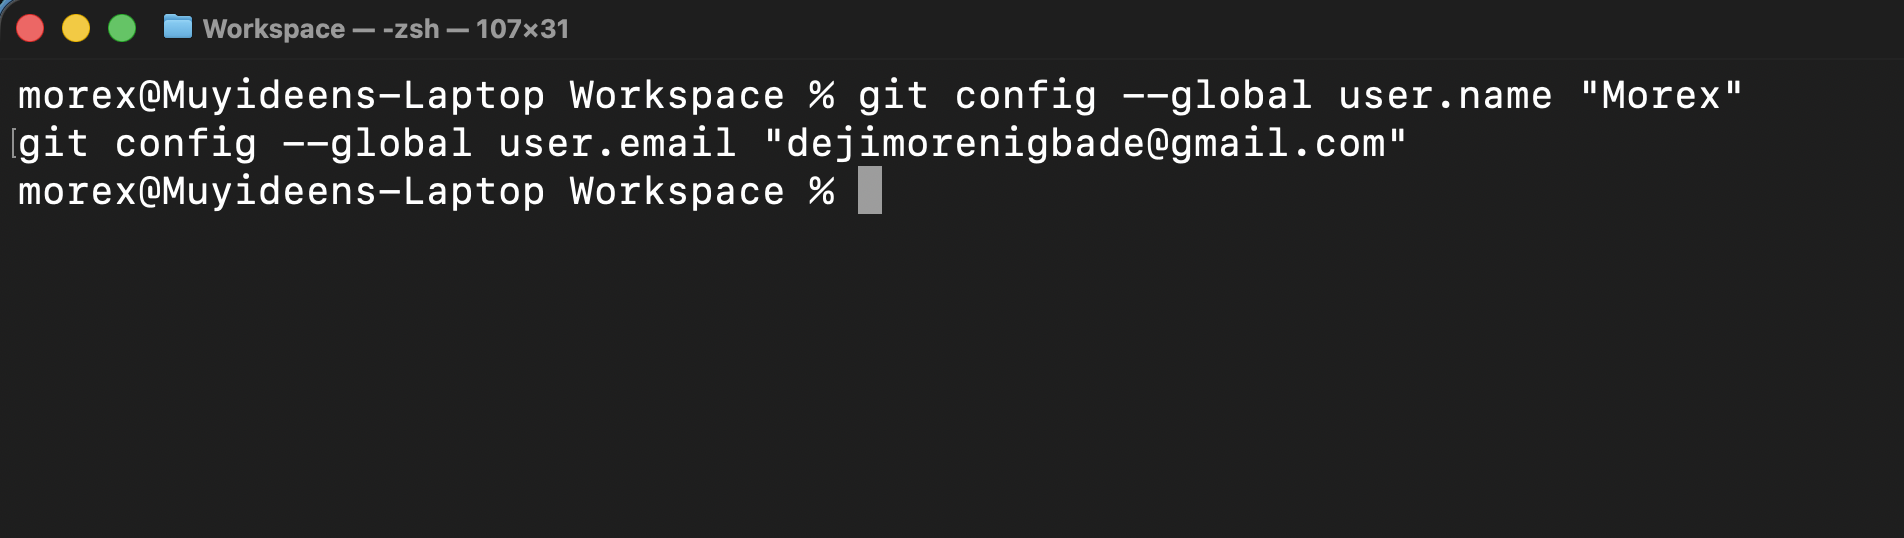 Workspace — -zsh — 107×31
morex@Muyideens-Laptop Workspace % git config --global user.name "Morex"
git config --global user.email "dejimorenigbade@gmail.com"
morex@Muyideens-Laptop Workspace %